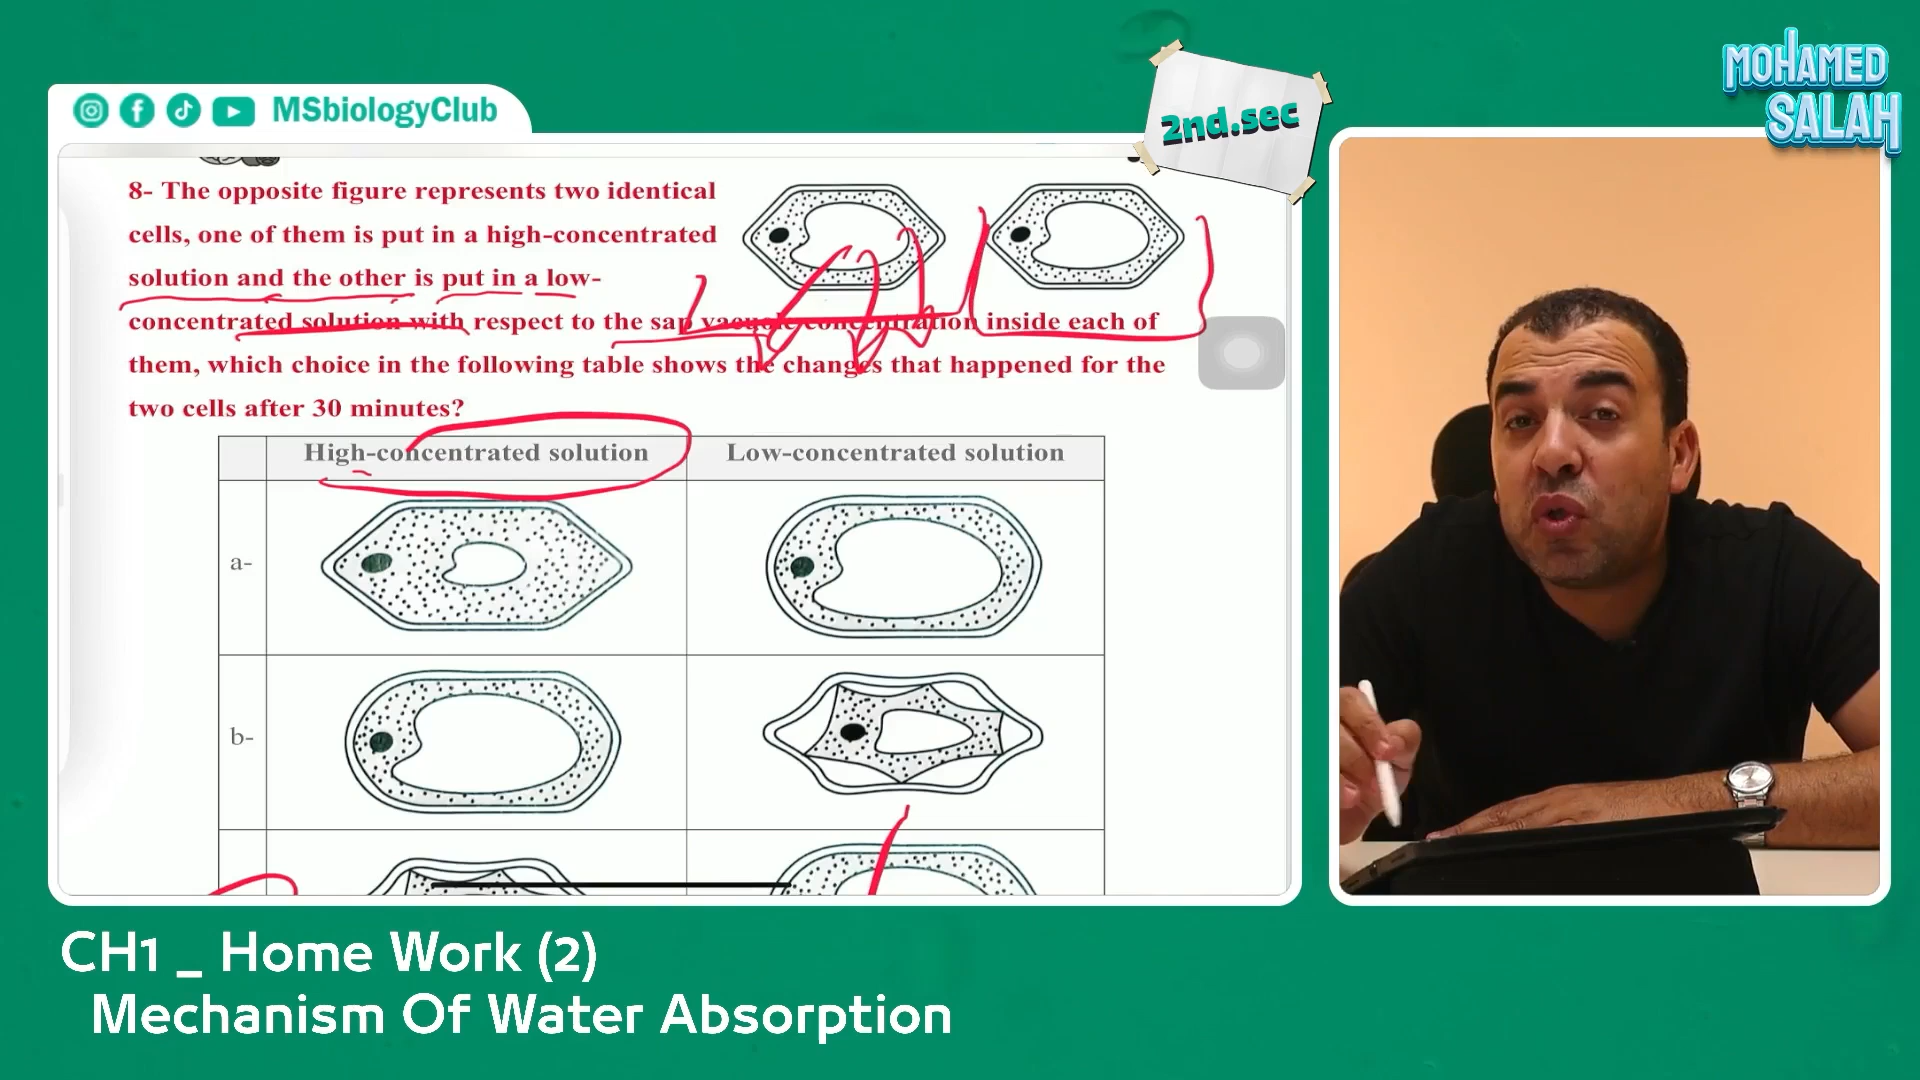 MOHAMED
SALAH
MSbiologyClub
2nd.sec
8- The opposite figure represents two identical
cells, one of them is put in a high-concentrated
solution and the other is put in a low-
concentrated solution with respect to the sap vacuole concentration inside each of
them, which choice in the following table shows the changes that happened for the
two cells after 30 minutes?
High-concentrated solution
Low-concentrated solution
a-
b-
CH1 _ Home Work (2)
Mechanism Of Water Absorption